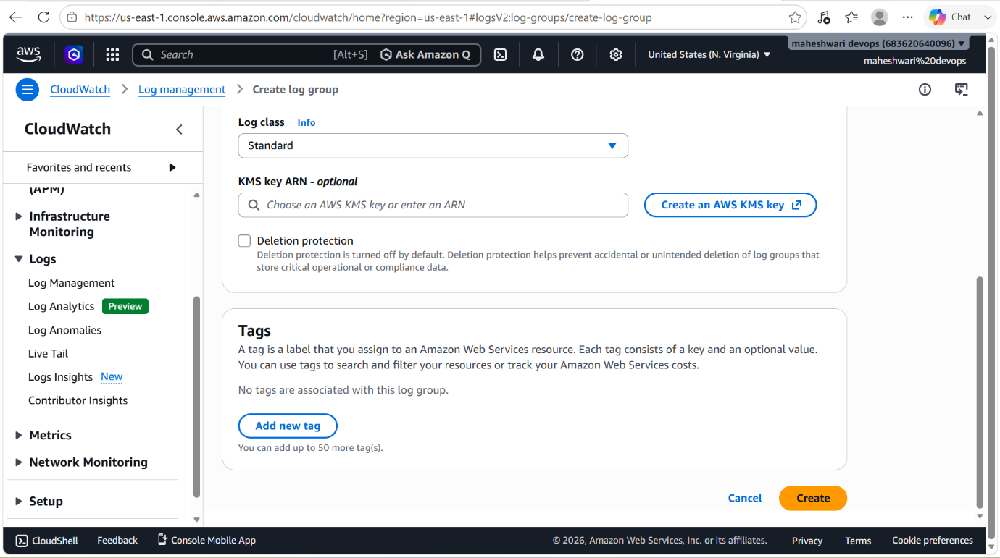 https://us-east-1.console.aws.amazon.com/cloudwatch/home?region=us-east-1#logsV2:log-groups/create-log-group
Chat
aws
Search
[Alt+S]
Ask Amazon Q
United States (N. Virginia)
maheshwari devops (683620640096)
maheshwari%20devops
CloudWatch
Log management
Create log group
CloudWatch
Favorites and recents
(APM)
Infrastructure
Monitoring
Logs
Log Management
Log Analytics Preview
Log Anomalies
Live Tail
Logs Insights New
Contributor Insights
Metrics
Network Monitoring
Setup
Log class Info
Standard
KMS key ARN - optional
Choose an AWS KMS key or enter an ARN
Create an AWS KMS key
Deletion protection
Deletion protection is turned off by default. Deletion protection helps prevent accidental or unintended deletion of log groups that
store critical operational or compliance data.
Tags
A tag is a label that you assign to an Amazon Web Services resource. Each tag consists of a key and an optional value.
You can use tags to search and filter your resources or track your Amazon Web Services costs.
No tags are associated with this log group.
Add new tag
You can add up to 50 more tag(s).
Cancel
Create
CloudShell
Feedback
Console Mobile App
© 2026, Amazon Web Services, Inc. or its affiliates.
Privacy
Terms
Cookie preferences